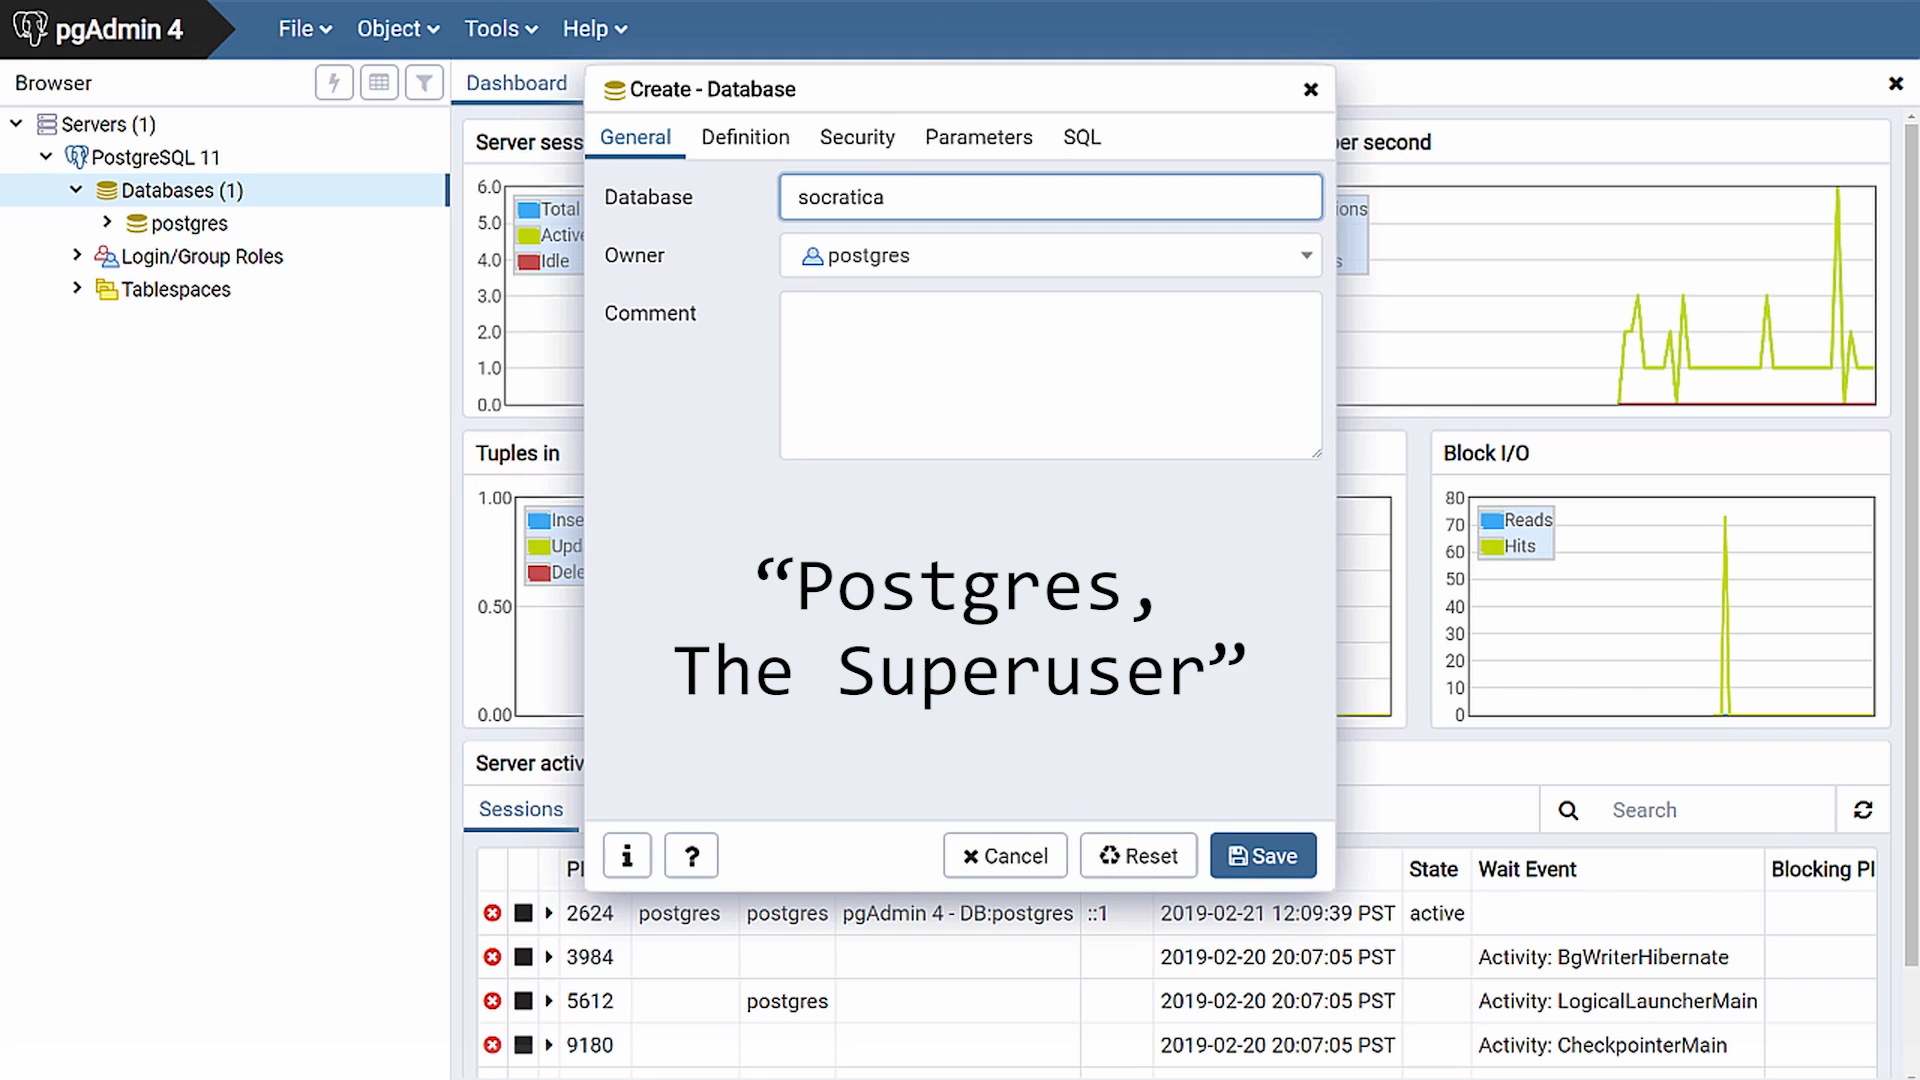 pgAdmin 4
File
Object
Tools
Help
Browser
Dashboard
Servers (1)
PostgreSQL 11
Databases (1)
postgres
Login/Group Roles
Tablespaces
Create - Database
General
Definition
Security
Parameters
SQL
Database
socratica
Owner
postgres
Comment
“Postgres,
The Superuser”
Cancel
Reset
Save
Server sess
er second
6.0
5.0
4.0
3.0
2.0
1.0
0.0
Total
Active
Idle
ions
s
Tuples in
1.00
0.50
0.00
Inse
Upd
Dele
Block I/O
80
70
60
50
40
30
20
10
0
Reads
Hits
Server activ
Sessions
Search
PI
State
Wait Event
Blocking PI
2624 postgres postgres pgAdmin 4 - DB:postgres ::1 2019-02-21 12:09:39 PST active
3984 2019-02-20 20:07:05 PST Activity: BgWriterHibernate
5612 postgres 2019-02-20 20:07:05 PST Activity: LogicalLauncherMain
9180 2019-02-20 20:07:05 PST Activity: CheckpointerMain